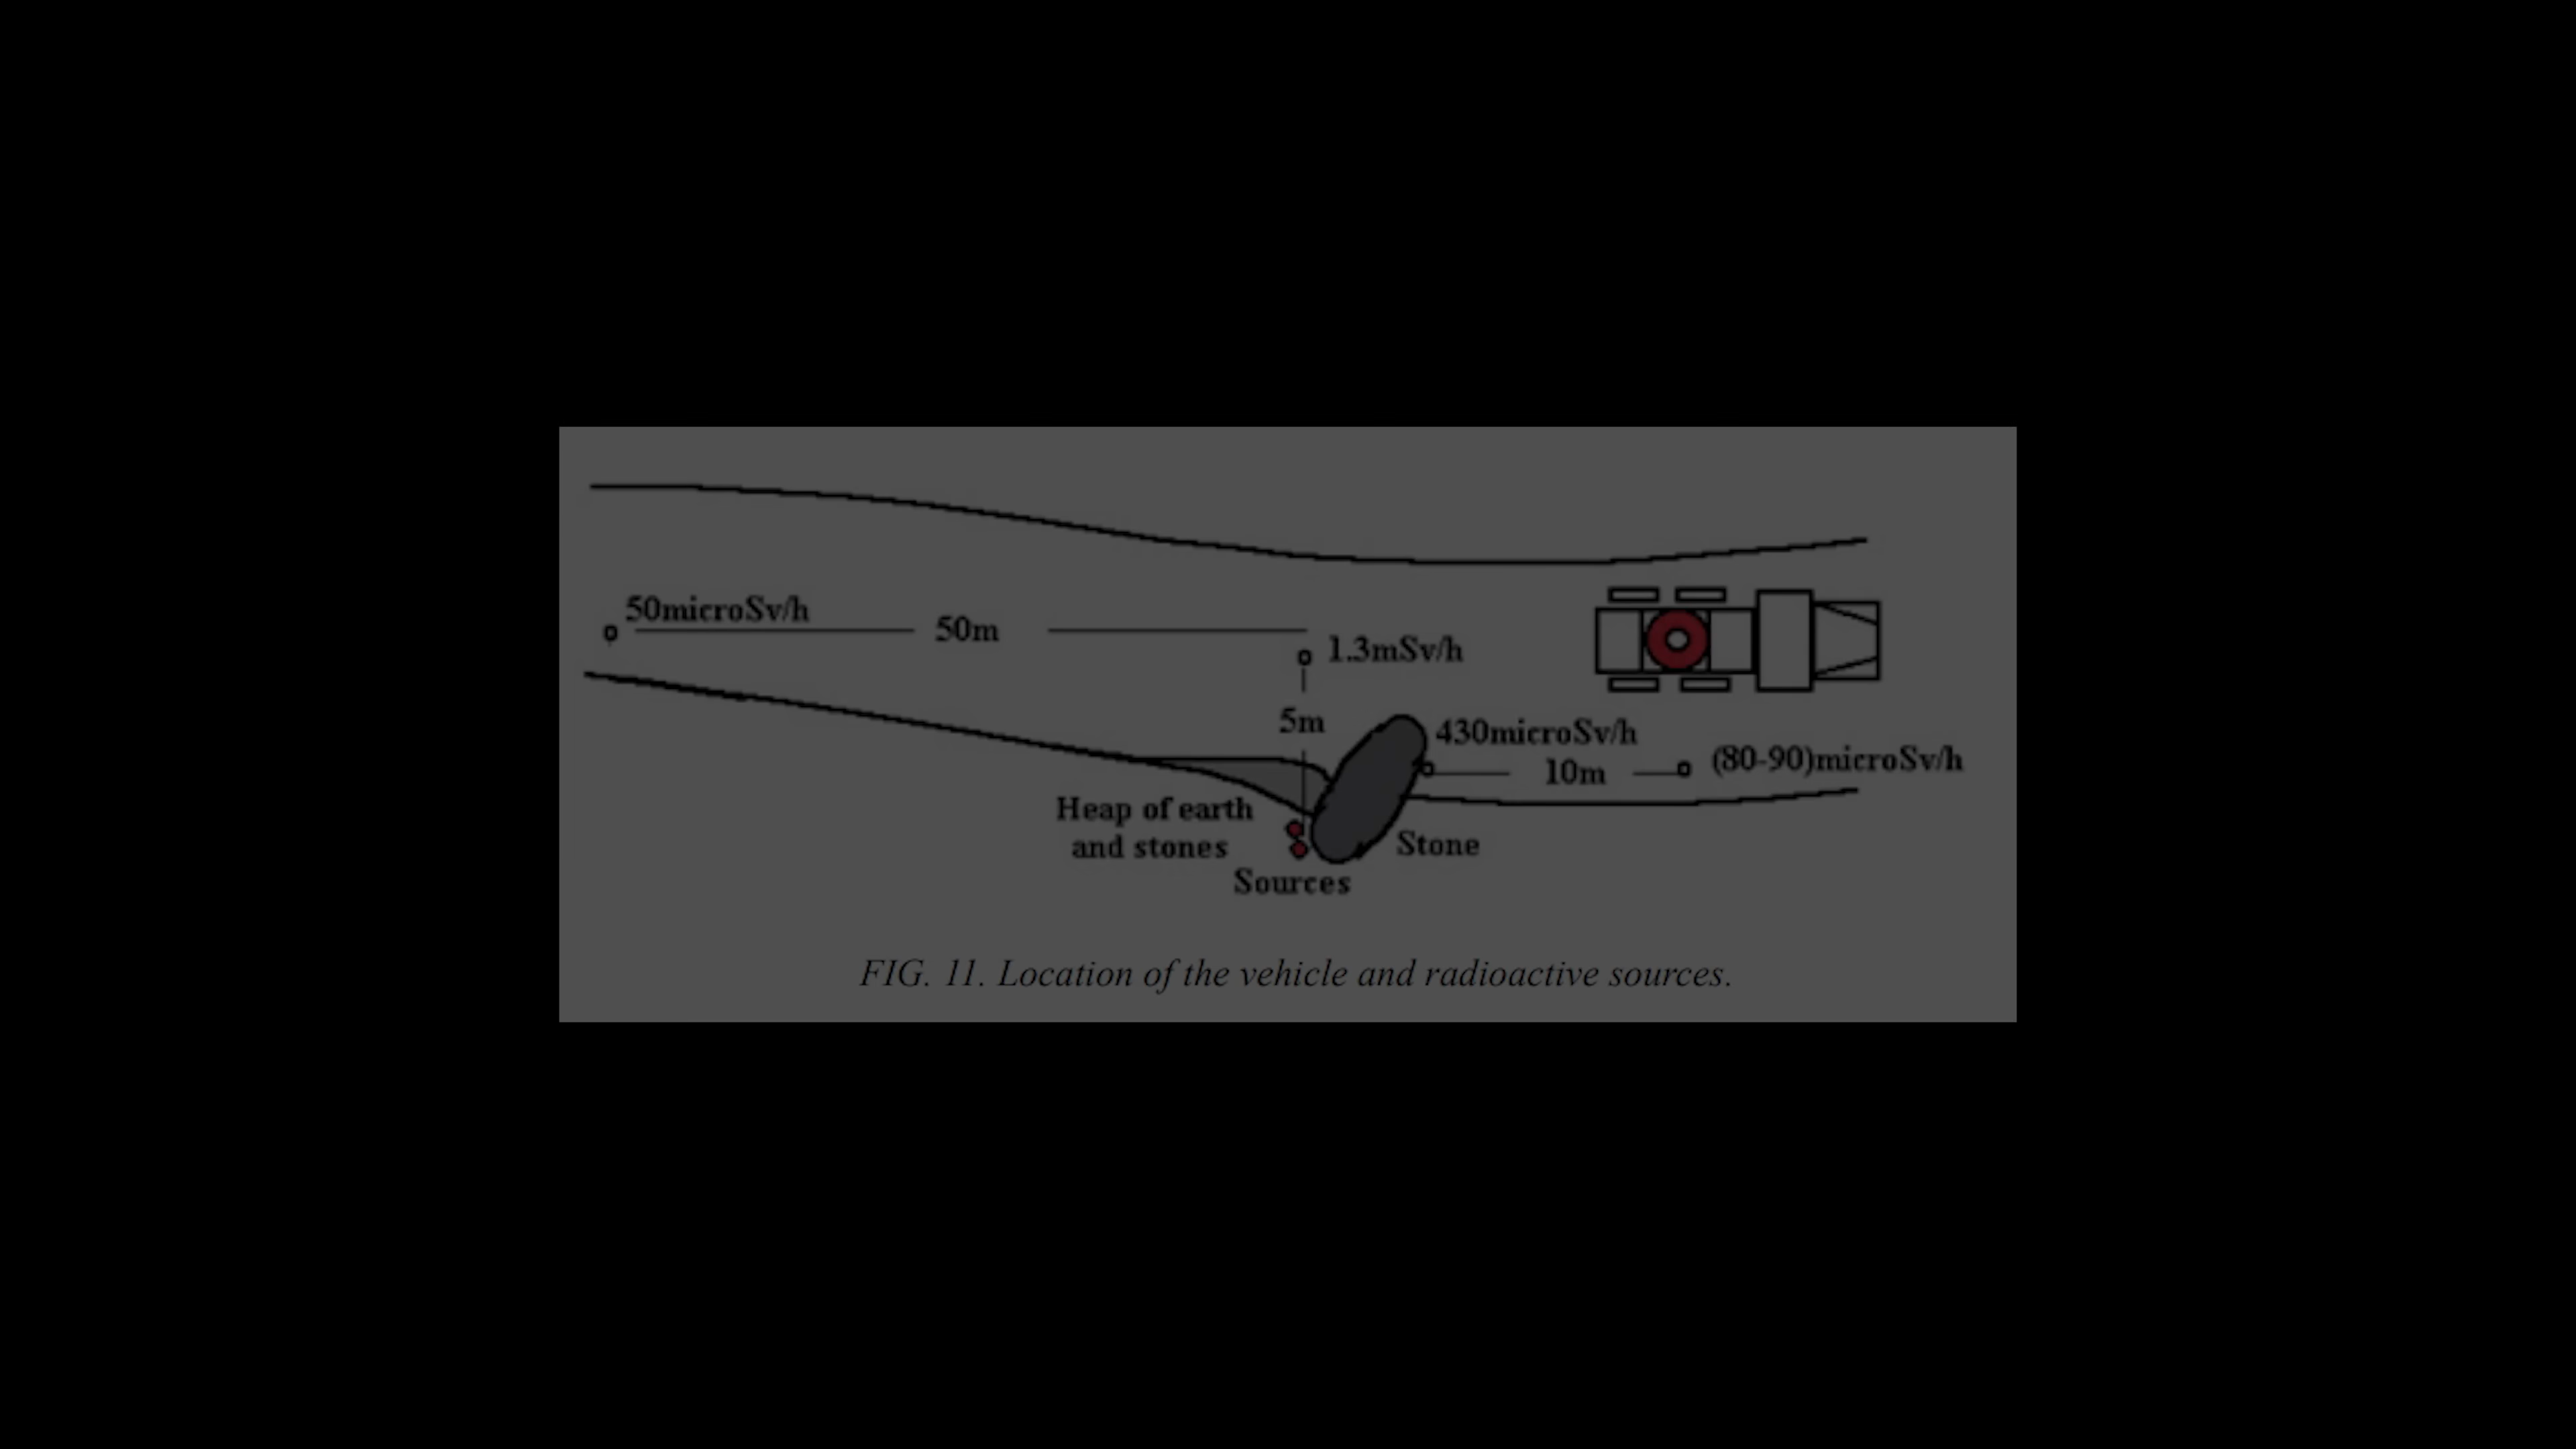 50microSv/h
50m
1.3mSv/h
5m
430microSv/h
10m
(80-90)microSv/h
Heap of earth
and stones
Stone
Sources
FIG. 11. Location of the vehicle and radioactive sources.